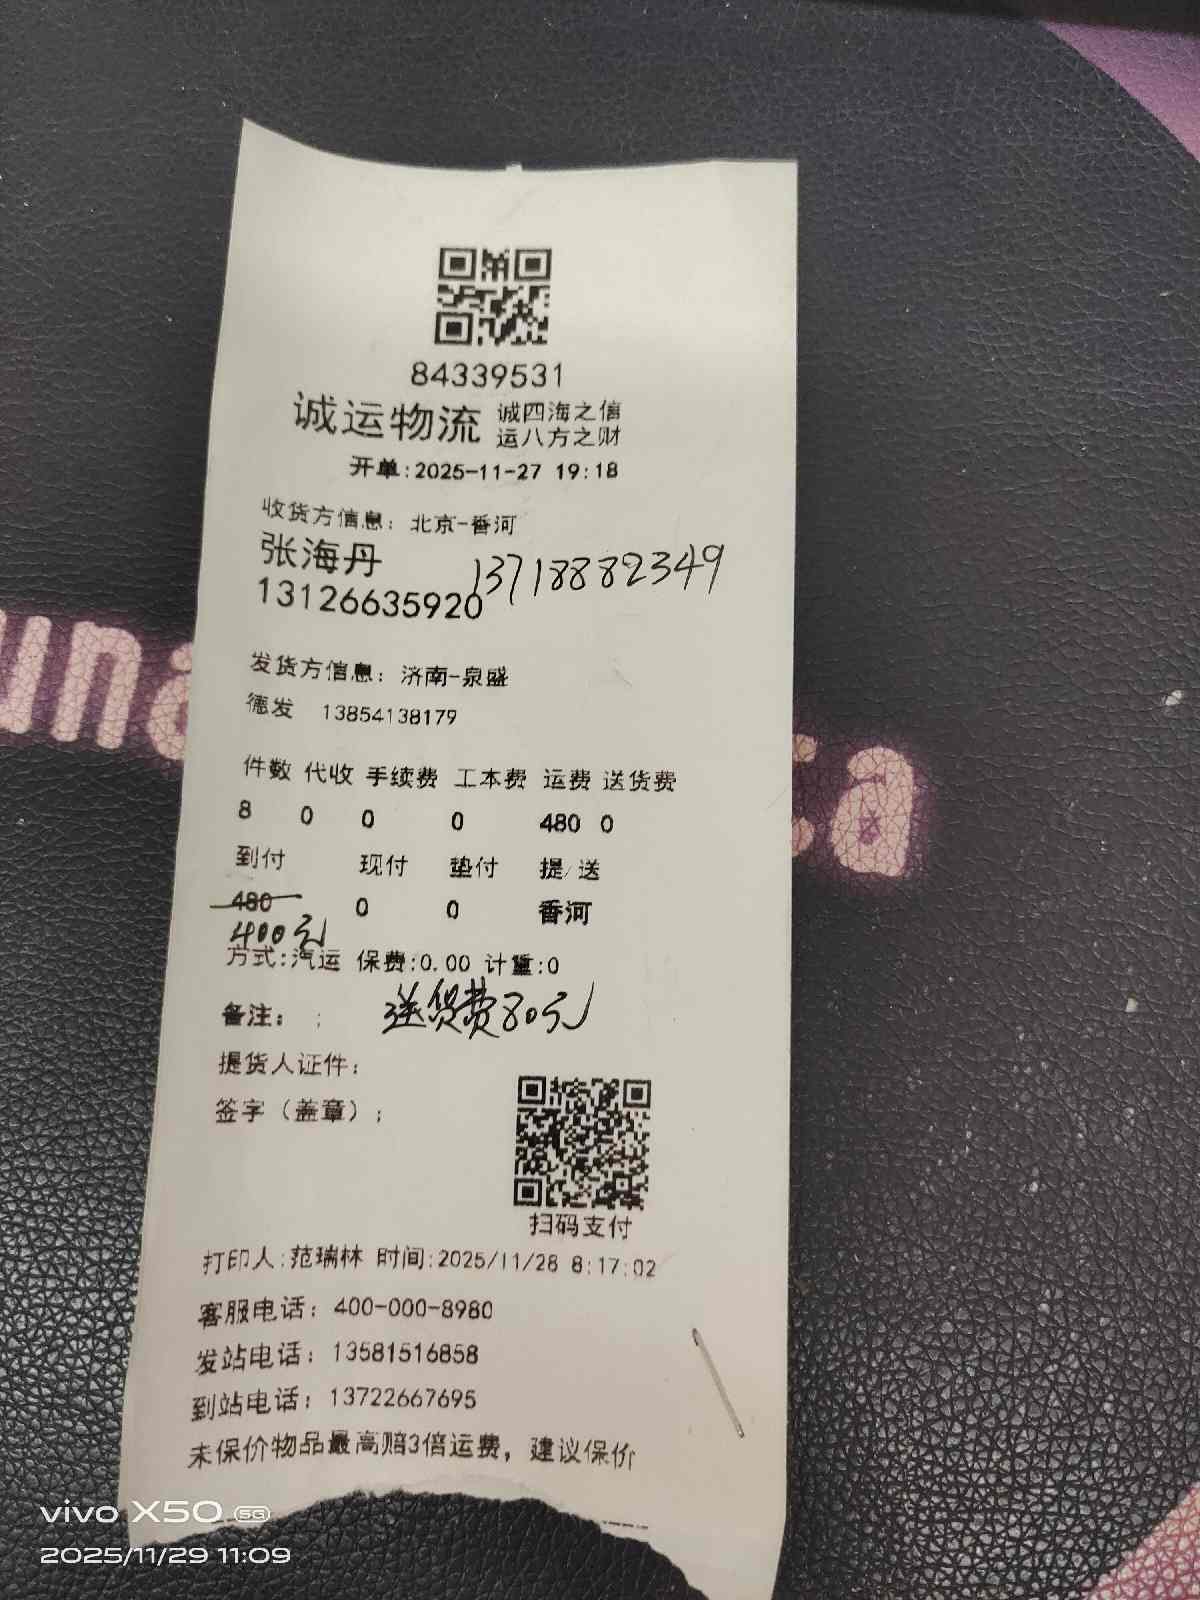 84339531
诚运物流 诚四海之信
运八方之财
开单:2025-11-27 19:18
收货方信息: 北京-香河
张海丹
13718882349
13126635920
发货方信息: 济南-泉盛
德发 13854138179
件数 代收 手续费 工本费 运费 送货费
8 0 0 0 480 0
到付 现付 垫付 提/送
480 0 0 香河
400元
方式:汽运 保费:0.00 计重:0
备注: ; 送货费80元
提货人证件:
签字(盖章);
扫码支付
打印人:范瑞林 时间:2025/11/28 8:17:02
客服电话: 400-000-8980
发站电话: 13581516858
到站电话: 13722667695
未保价物品最高赔3倍运费,建议保价
vivo X50 5G
2025/11/29 11:09